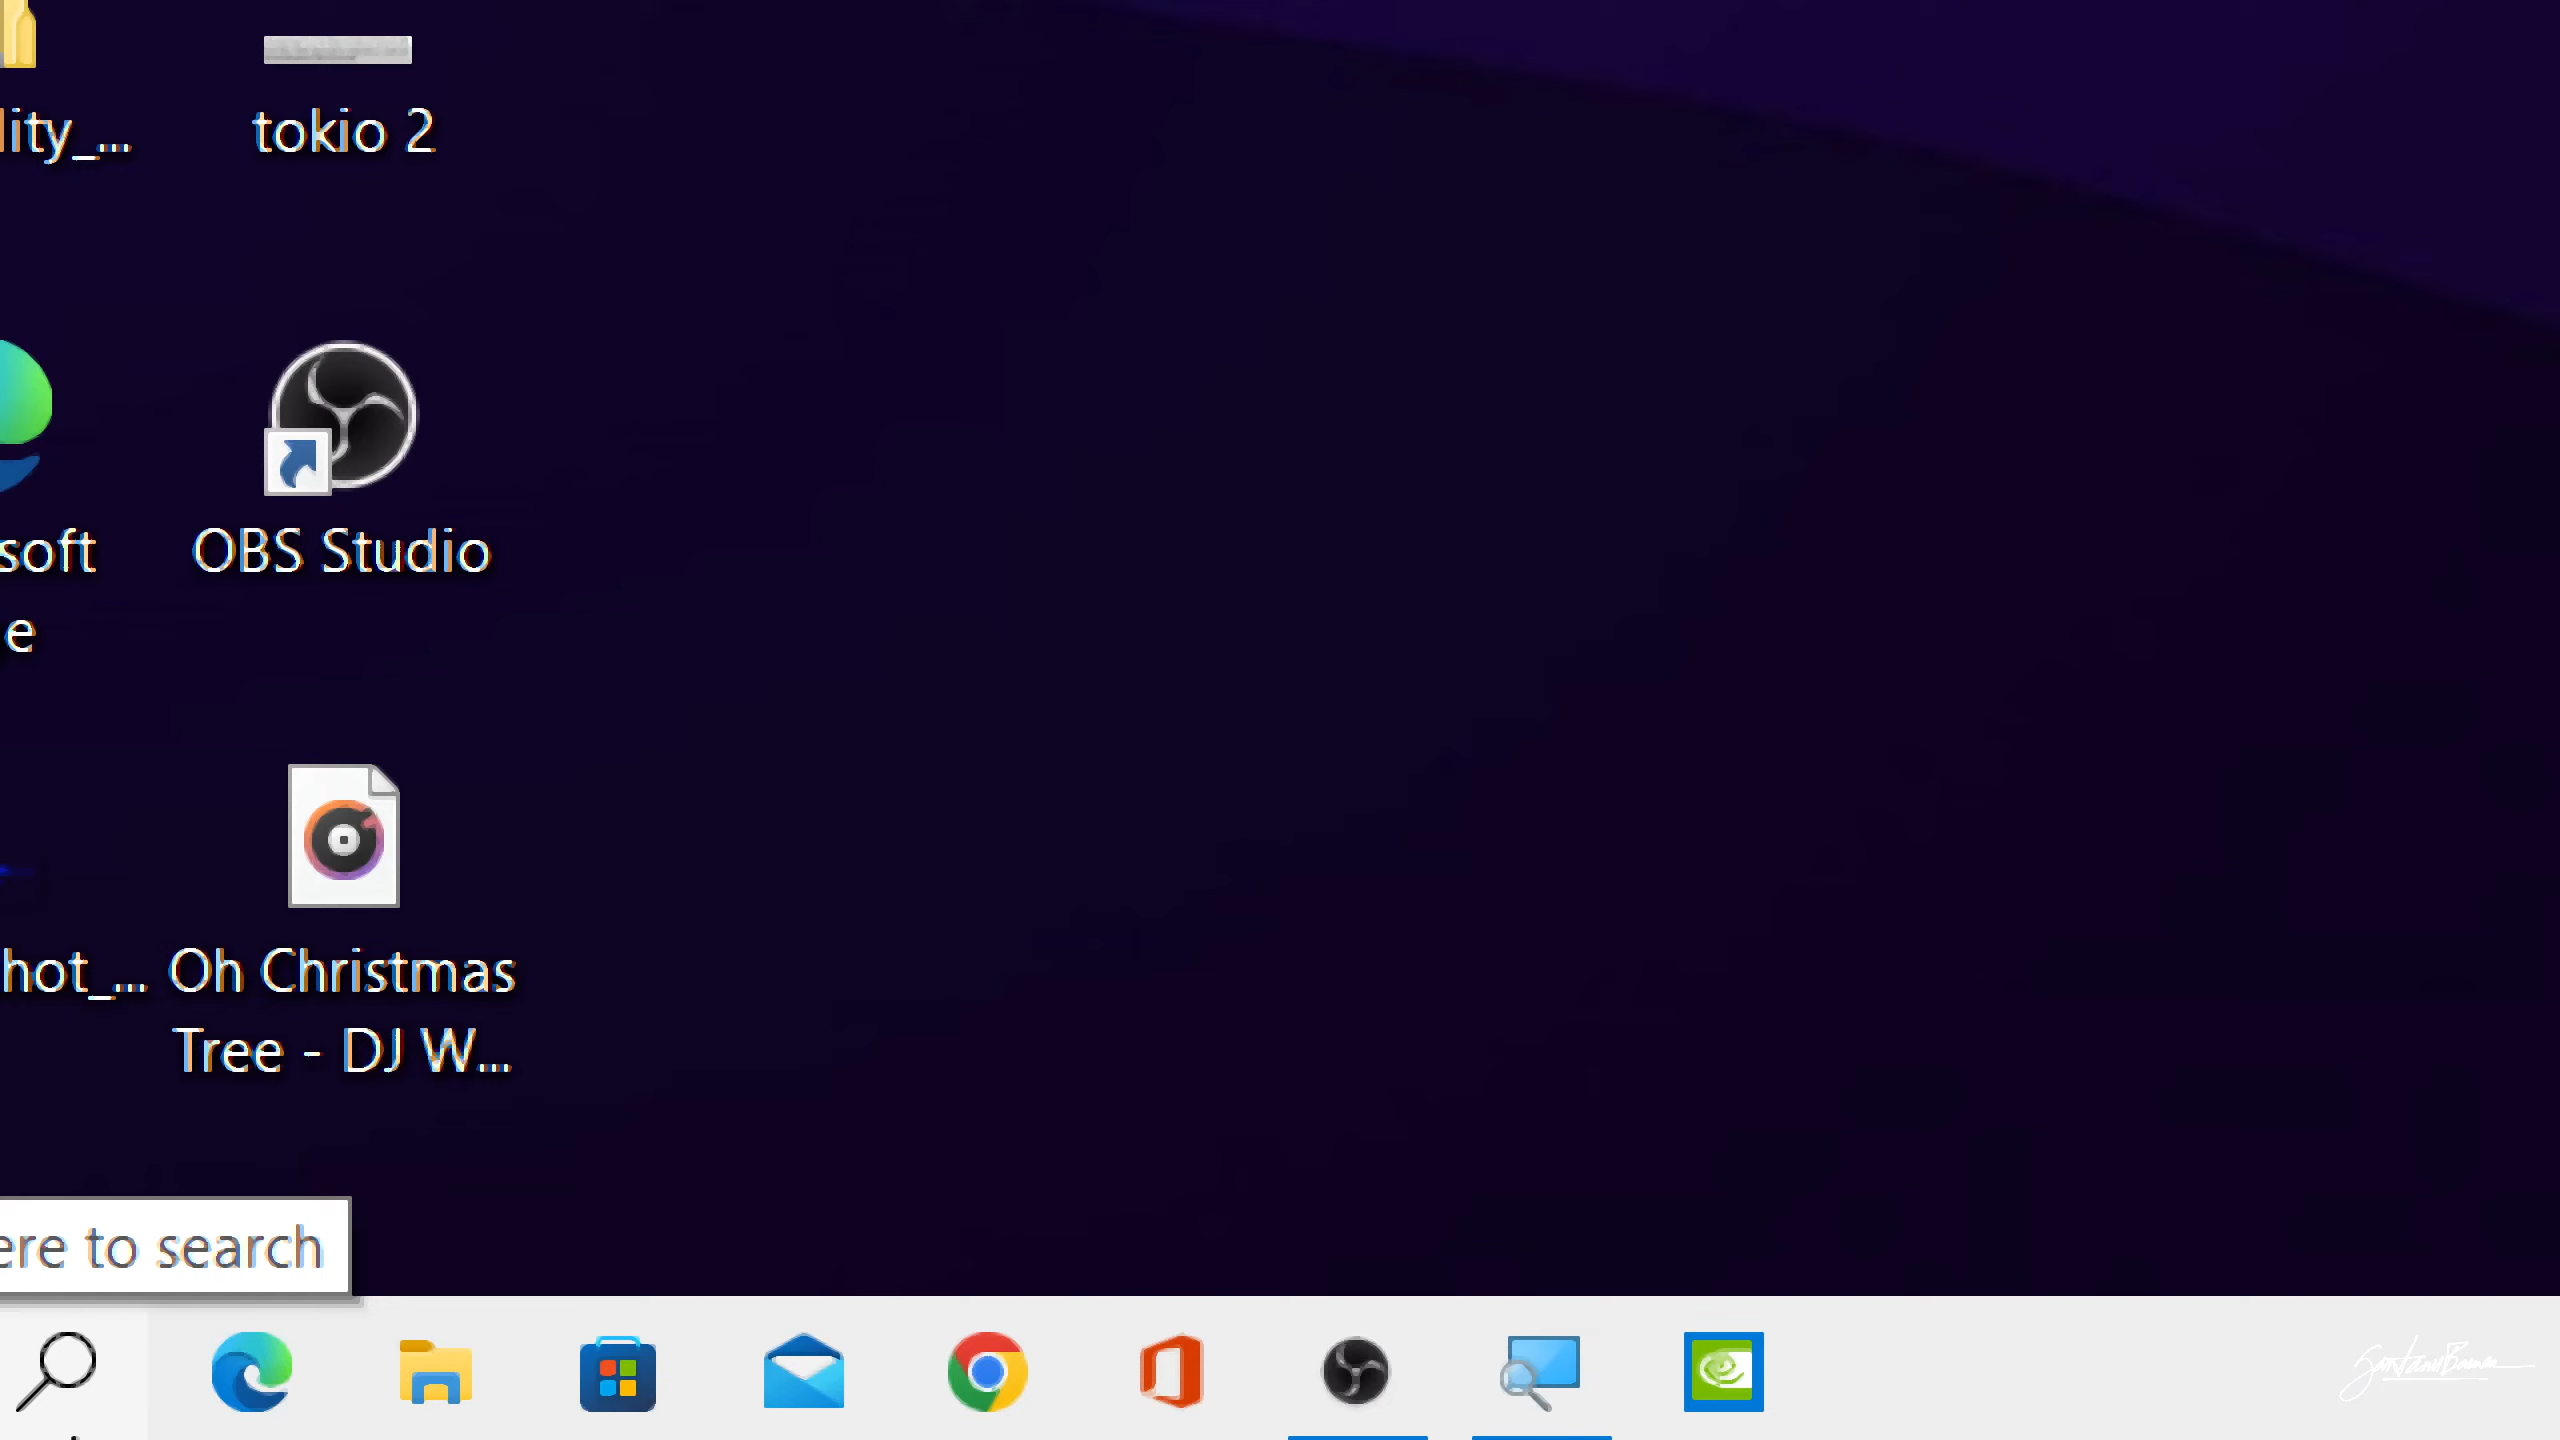 lity_...
tokio 2
soft
e
OBS Studio
hot_...
Oh Christmas
Tree - DJ W...
ere to search